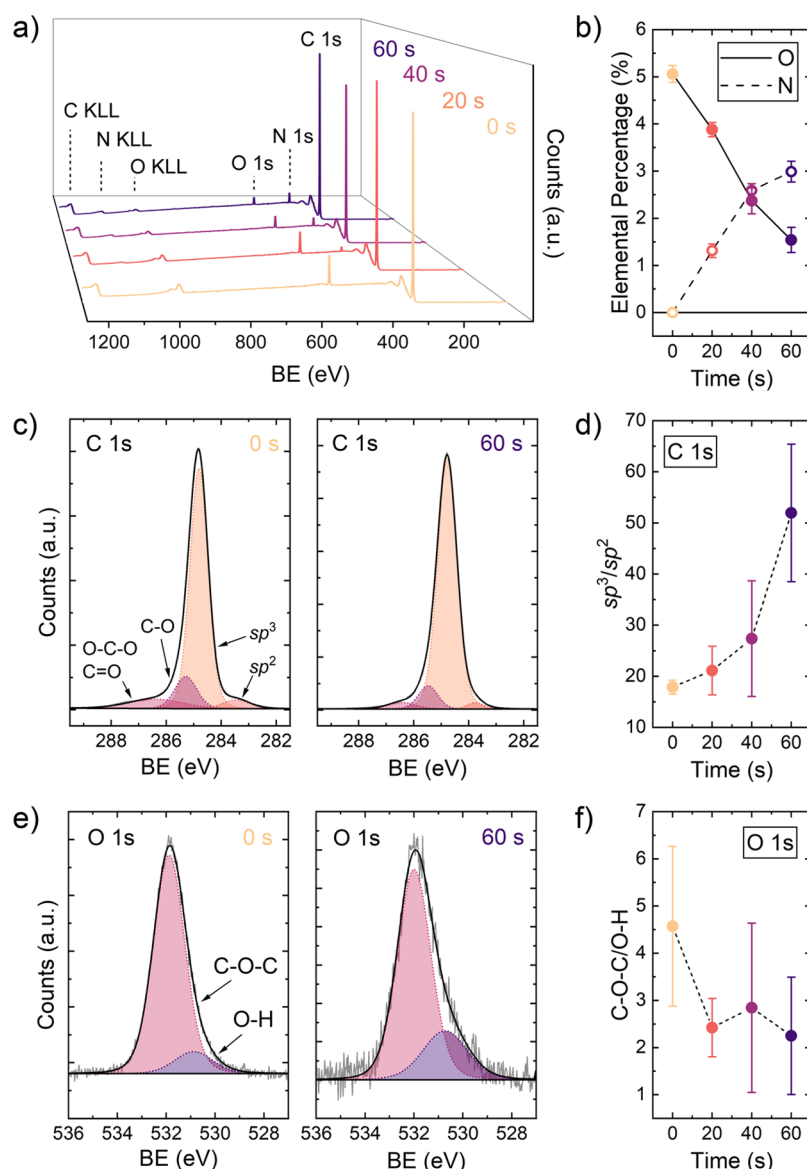 a)
C 1s
60 s
40 s
20 s
0 s
C KLL
N KLL
O KLL
O 1s
N 1s
Counts (a.u.)
1200 1000 800 600 400 200
BE (eV)
b)
O
N
6
5
4
3
2
1
0
Elemental Percentage (%)
0 20 40 60
Time (s)
c)
C 1s 0 s
O-C-O
C=O
C-O
sp³
sp²
Counts (a.u.)
288 286 284 282
BE (eV)
C 1s 60 s
288 286 284 282
BE (eV)
d)
C 1s
70
60
50
40
30
20
10
sp³/sp²
0 20 40 60
Time (s)
e)
O 1s 0 s
C-O-C
O-H
Counts (a.u.)
536 534 532 530 528
BE (eV)
O 1s 60 s
536 534 532 530 528
BE (eV)
f)
O 1s
7
6
5
4
3
2
1
C-O-C/O-H
0 20 40 60
Time (s)